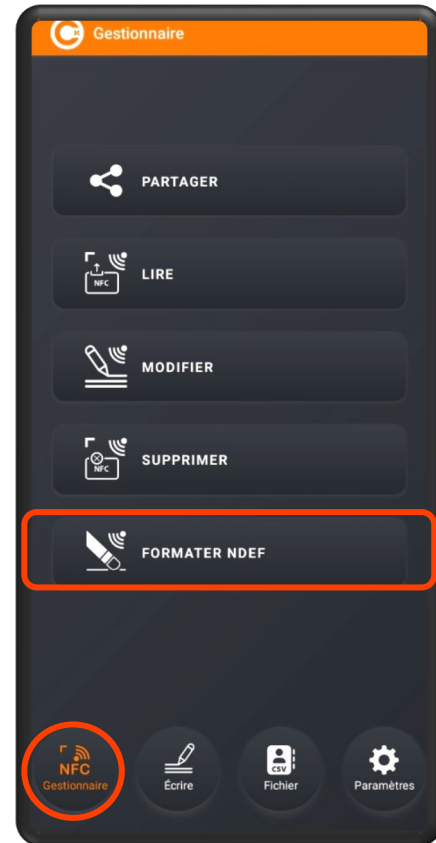 Gestionnaire
PARTAGER
NFC
LIRE
MODIFIER
NFC
SUPPRIMER
FORMATER NDEF
NFC
Gestionnaire
Écrire
CSV
Fichier
Paramètres